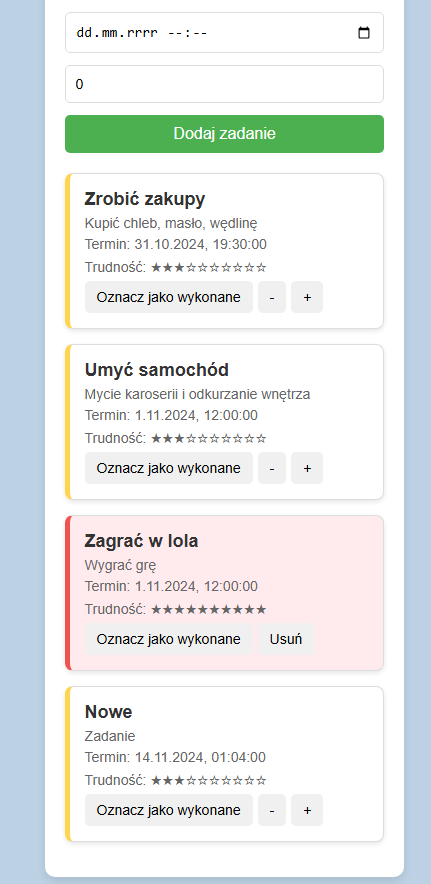 dd.mm.rrrr --:--
0
Dodaj zadanie
Zrobić zakupy
Kupić chleb, masło, wędlinę
Termin: 31.10.2024, 19:30:00
Trudność: ★★★☆☆☆☆☆☆☆
Oznacz jako wykonane - +
Umyć samochód
Mycie karoserii i odkurzanie wnętrza
Termin: 1.11.2024, 12:00:00
Trudność: ★★★☆☆☆☆☆☆☆
Oznacz jako wykonane - +
Zagrać w lola
Wygrać grę
Termin: 1.11.2024, 12:00:00
Trudność: ★★★★★★★★★★
Oznacz jako wykonane Usuń
Nowe
Zadanie
Termin: 14.11.2024, 01:04:00
Trudność: ★★★☆☆☆☆☆☆☆
Oznacz jako wykonane - +